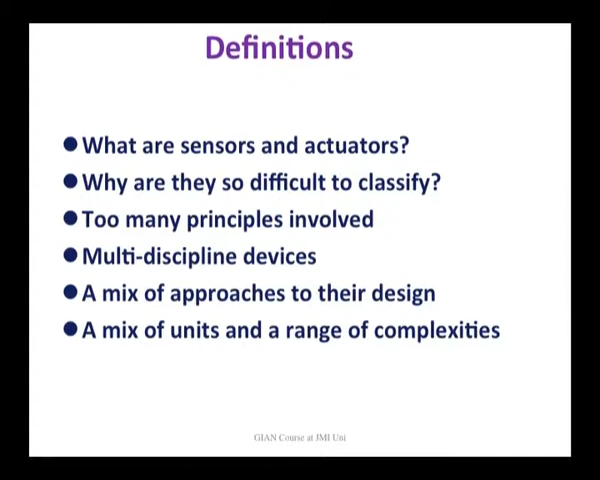 Definitions
● What are sensors and actuators?
● Why are they so difficult to classify?
● Too many principles involved
● Multi-discipline devices
● A mix of approaches to their design
● A mix of units and a range of complexities
GIAN Course at JMI Uni